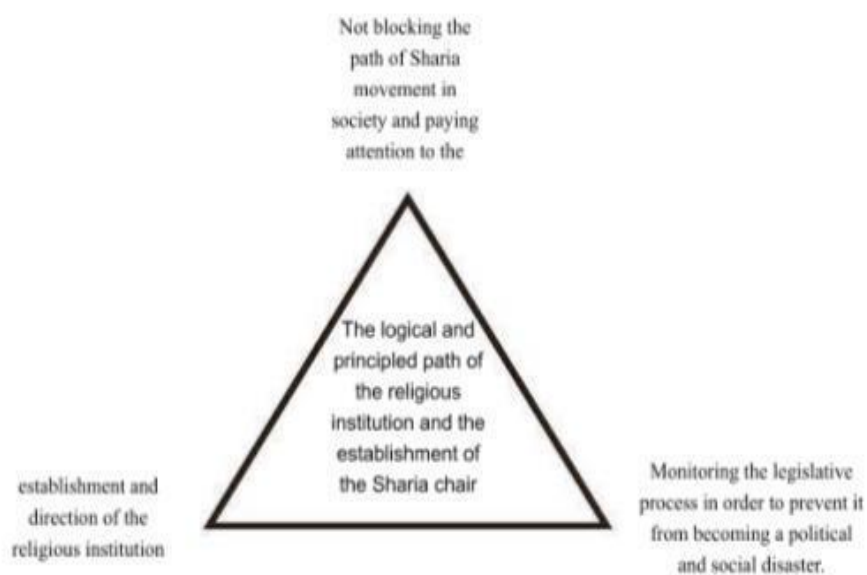 Not blocking the
path of Sharia
movement in
society and paying
attention to the
The logical and
principled path of
the religious
institution and the
establishment of
the Sharia chair
establishment and
direction of the
religious institution
Monitoring the legislative
process in order to prevent it
from becoming a political
and social disaster.